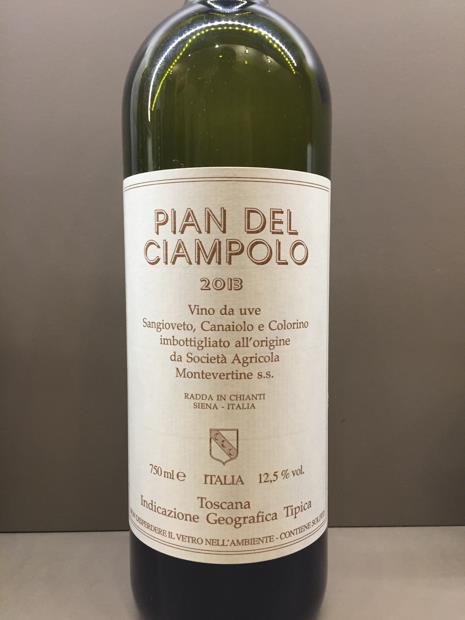 PIAN DEL
CIAMPOLO
2013
Vino da uve
Sangioveto, Canaiolo e Colorino
imbottigliato all'origine
da Società Agricola
Montevertine s.s.
RADDA IN CHIANTI
SIENA - ITALIA
750 ml ℮ ITALIA 12,5 % vol.
Toscana
Indicazione Geografica Tipica
DISPERDERE IL VETRO NELL'AMBIENTE - CONTIENE